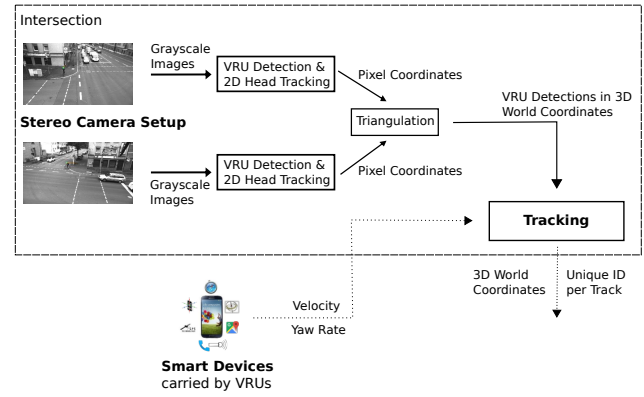 Intersection
Grayscale
Images
VRU Detection &
2D Head Tracking
Pixel Coordinates
VRU Detections in 3D
World Coordinates
Stereo Camera Setup
Triangulation
VRU Detection &
2D Head Tracking
Pixel Coordinates
Grayscale
Images
Tracking
3D World
Coordinates
Unique ID
per Track
Velocity
Yaw Rate
Smart Devices
carried by VRUs